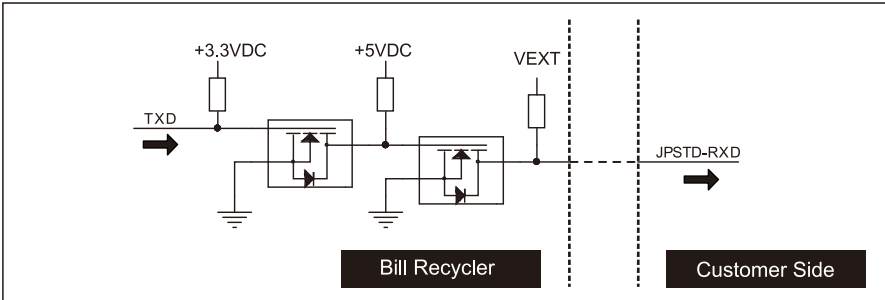 +3.3VDC
+5VDC
VEXT
TXD
JPSTD-RXD
Bill Recycler
Customer Side